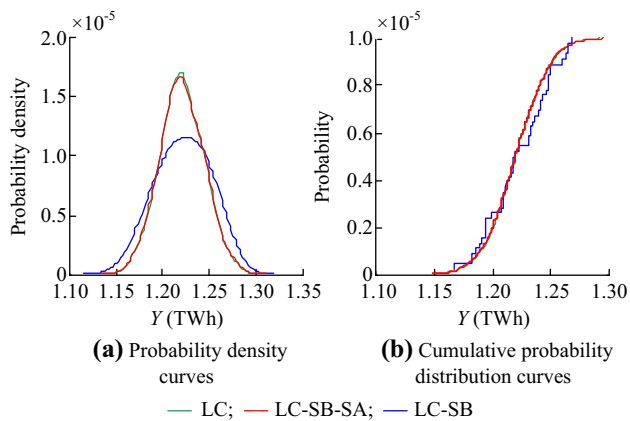 ×10⁻⁵
2.0
1.5
1.0
0.5
0
1.10
1.15
1.20
1.25
1.30
1.35
Probability density
Y (TWh)
(a) Probability density
curves
×10⁻⁵
1.0
0.8
0.6
0.4
0.2
0
1.10
1.20
1.25
1.30
Probability
Y (TWh)
(b) Cumulative probability
distribution curves
LC; LC-SB-SA; LC-SB